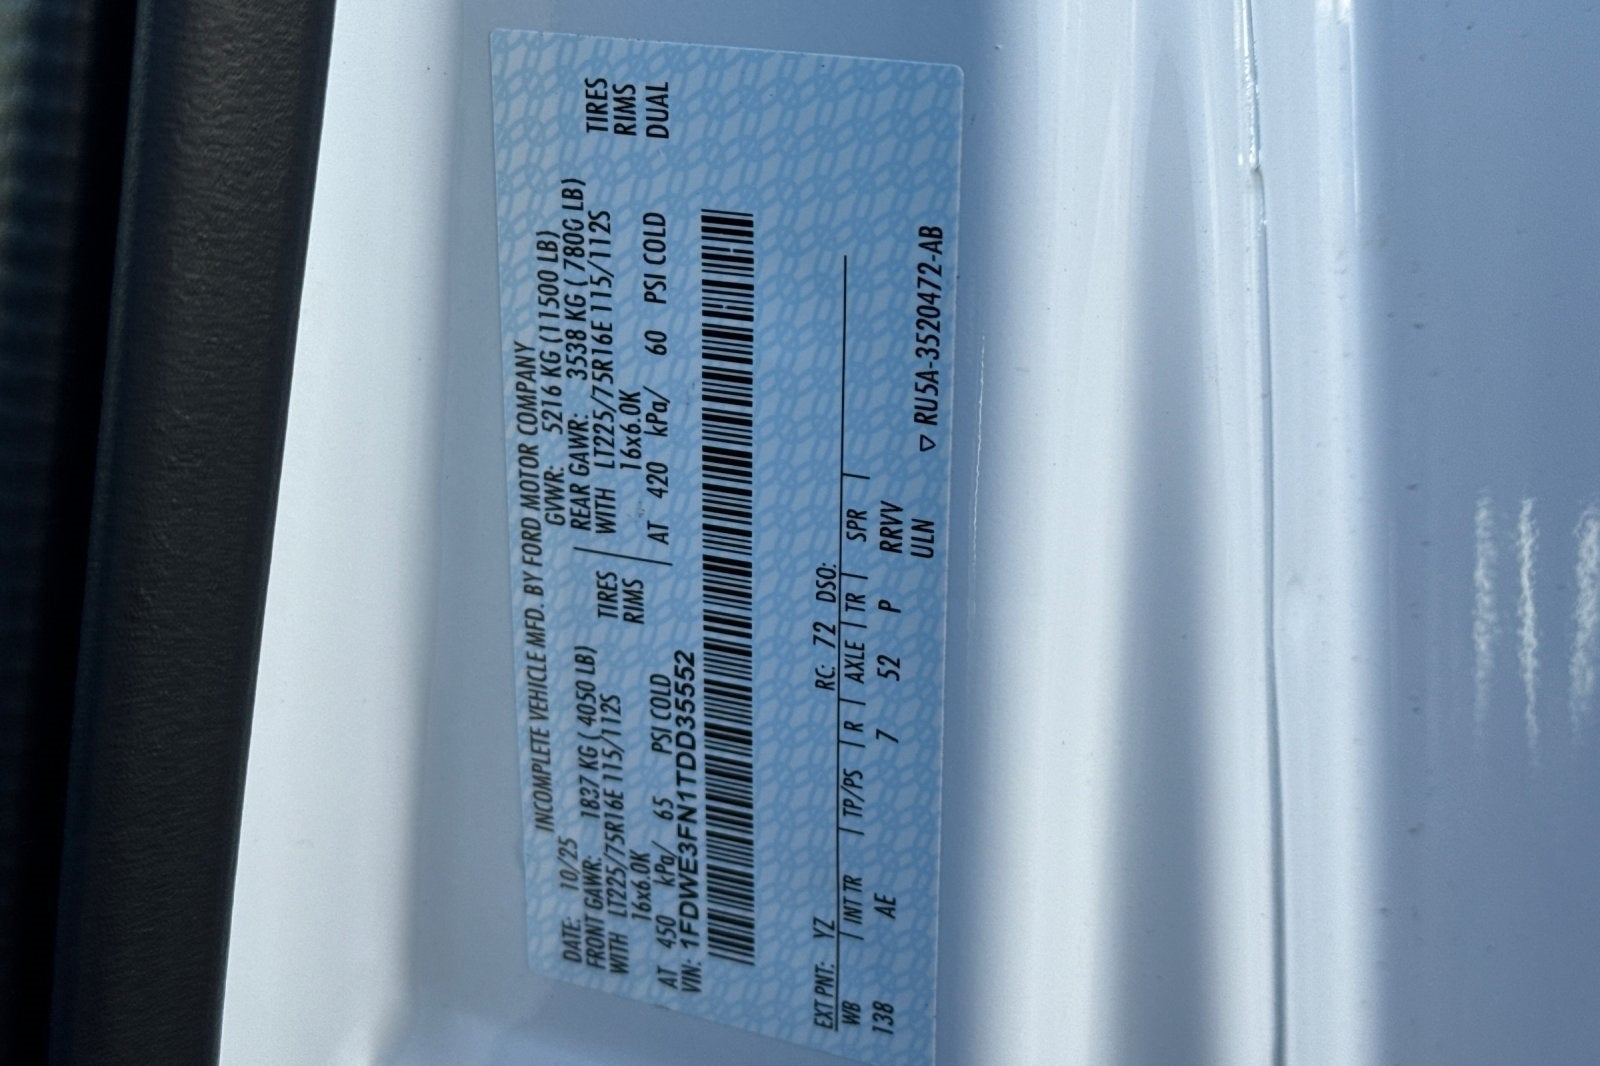 INCOMPLETE VEHICLE MFD. BY FORD MOTOR COMPANY
DATE: 10/25 GVWR: 5216 KG (11500 LB)
FRONT GAWR: 1837 KG ( 4050 LB) REAR GAWR: 3538 KG ( 7800 LB)
WITH LT225/75R16E 115/112S TIRES WITH LT225/75R16E 115/112S TIRES
16x6.0K RIMS 16x6.0K RIMS
AT 450 kPa/ 65 PSI COLD AT 420 kPa/ 60 PSI COLD DUAL
VIN: 1FDWE3FN1TDD35552
EXT PNT: YZ RC: 72 DSO:
WB | INT TR | TP/PS | R | AXLE | TR | SPR |
138 AE 7 52 P RRVV
ULN ▽ RU5A-3520472-AB